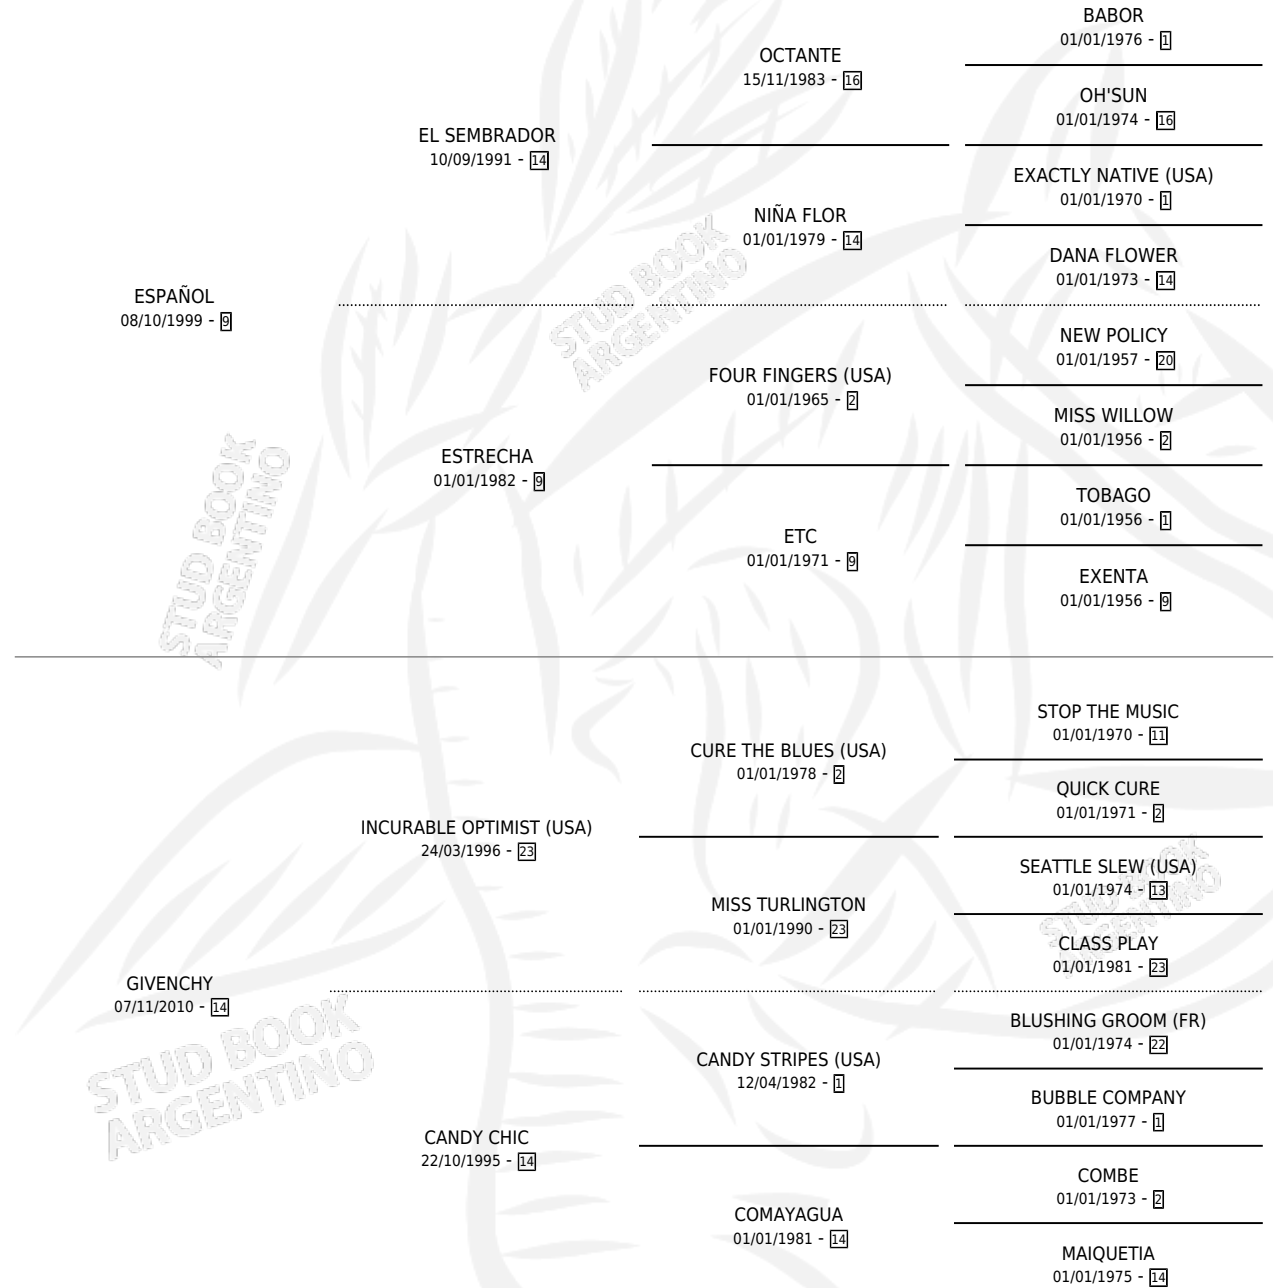 BABOR
01/01/1976 - 1
OCTANTE
15/11/1983 - 16
OH'SUN
01/01/1974 - 16
EL SEMBRADOR
10/09/1991 - 14
EXACTLY NATIVE (USA)
01/01/1970 - 1
NIÑA FLOR
01/01/1979 - 14
DANA FLOWER
01/01/1973 - 14
ESPAÑOL
08/10/1999 - 9
NEW POLICY
01/01/1957 - 20
FOUR FINGERS (USA)
01/01/1965 - 2
MISS WILLOW
01/01/1956 - 2
ESTRECHA
01/01/1982 - 9
TOBAGO
01/01/1956 - 1
ETC
01/01/1971 - 9
EXENTA
01/01/1956 - 9
STUD BOOK
ARGENTINO
STUD BOOK
ARGENTINO
STOP THE MUSIC
01/01/1970 - 11
CURE THE BLUES (USA)
01/01/1978 - 2
QUICK CURE
01/01/1971 - 2
INCURABLE OPTIMIST (USA)
24/03/1996 - 23
SEATTLE SLEW (USA)
01/01/1974 - 13
MISS TURLINGTON
01/01/1990 - 23
CLASS PLAY
01/01/1981 - 23
GIVENCHY
07/11/2010 - 14
BLUSHING GROOM (FR)
01/01/1974 - 22
CANDY STRIPES (USA)
12/04/1982 - 1
BUBBLE COMPANY
01/01/1977 - 1
CANDY CHIC
22/10/1995 - 14
COMBE
01/01/1973 - 2
COMAYAGUA
01/01/1981 - 14
MAIQUETIA
01/01/1975 - 14
STUD BOOK
ARGENTINO
STUD BOOK
ARGENTINO